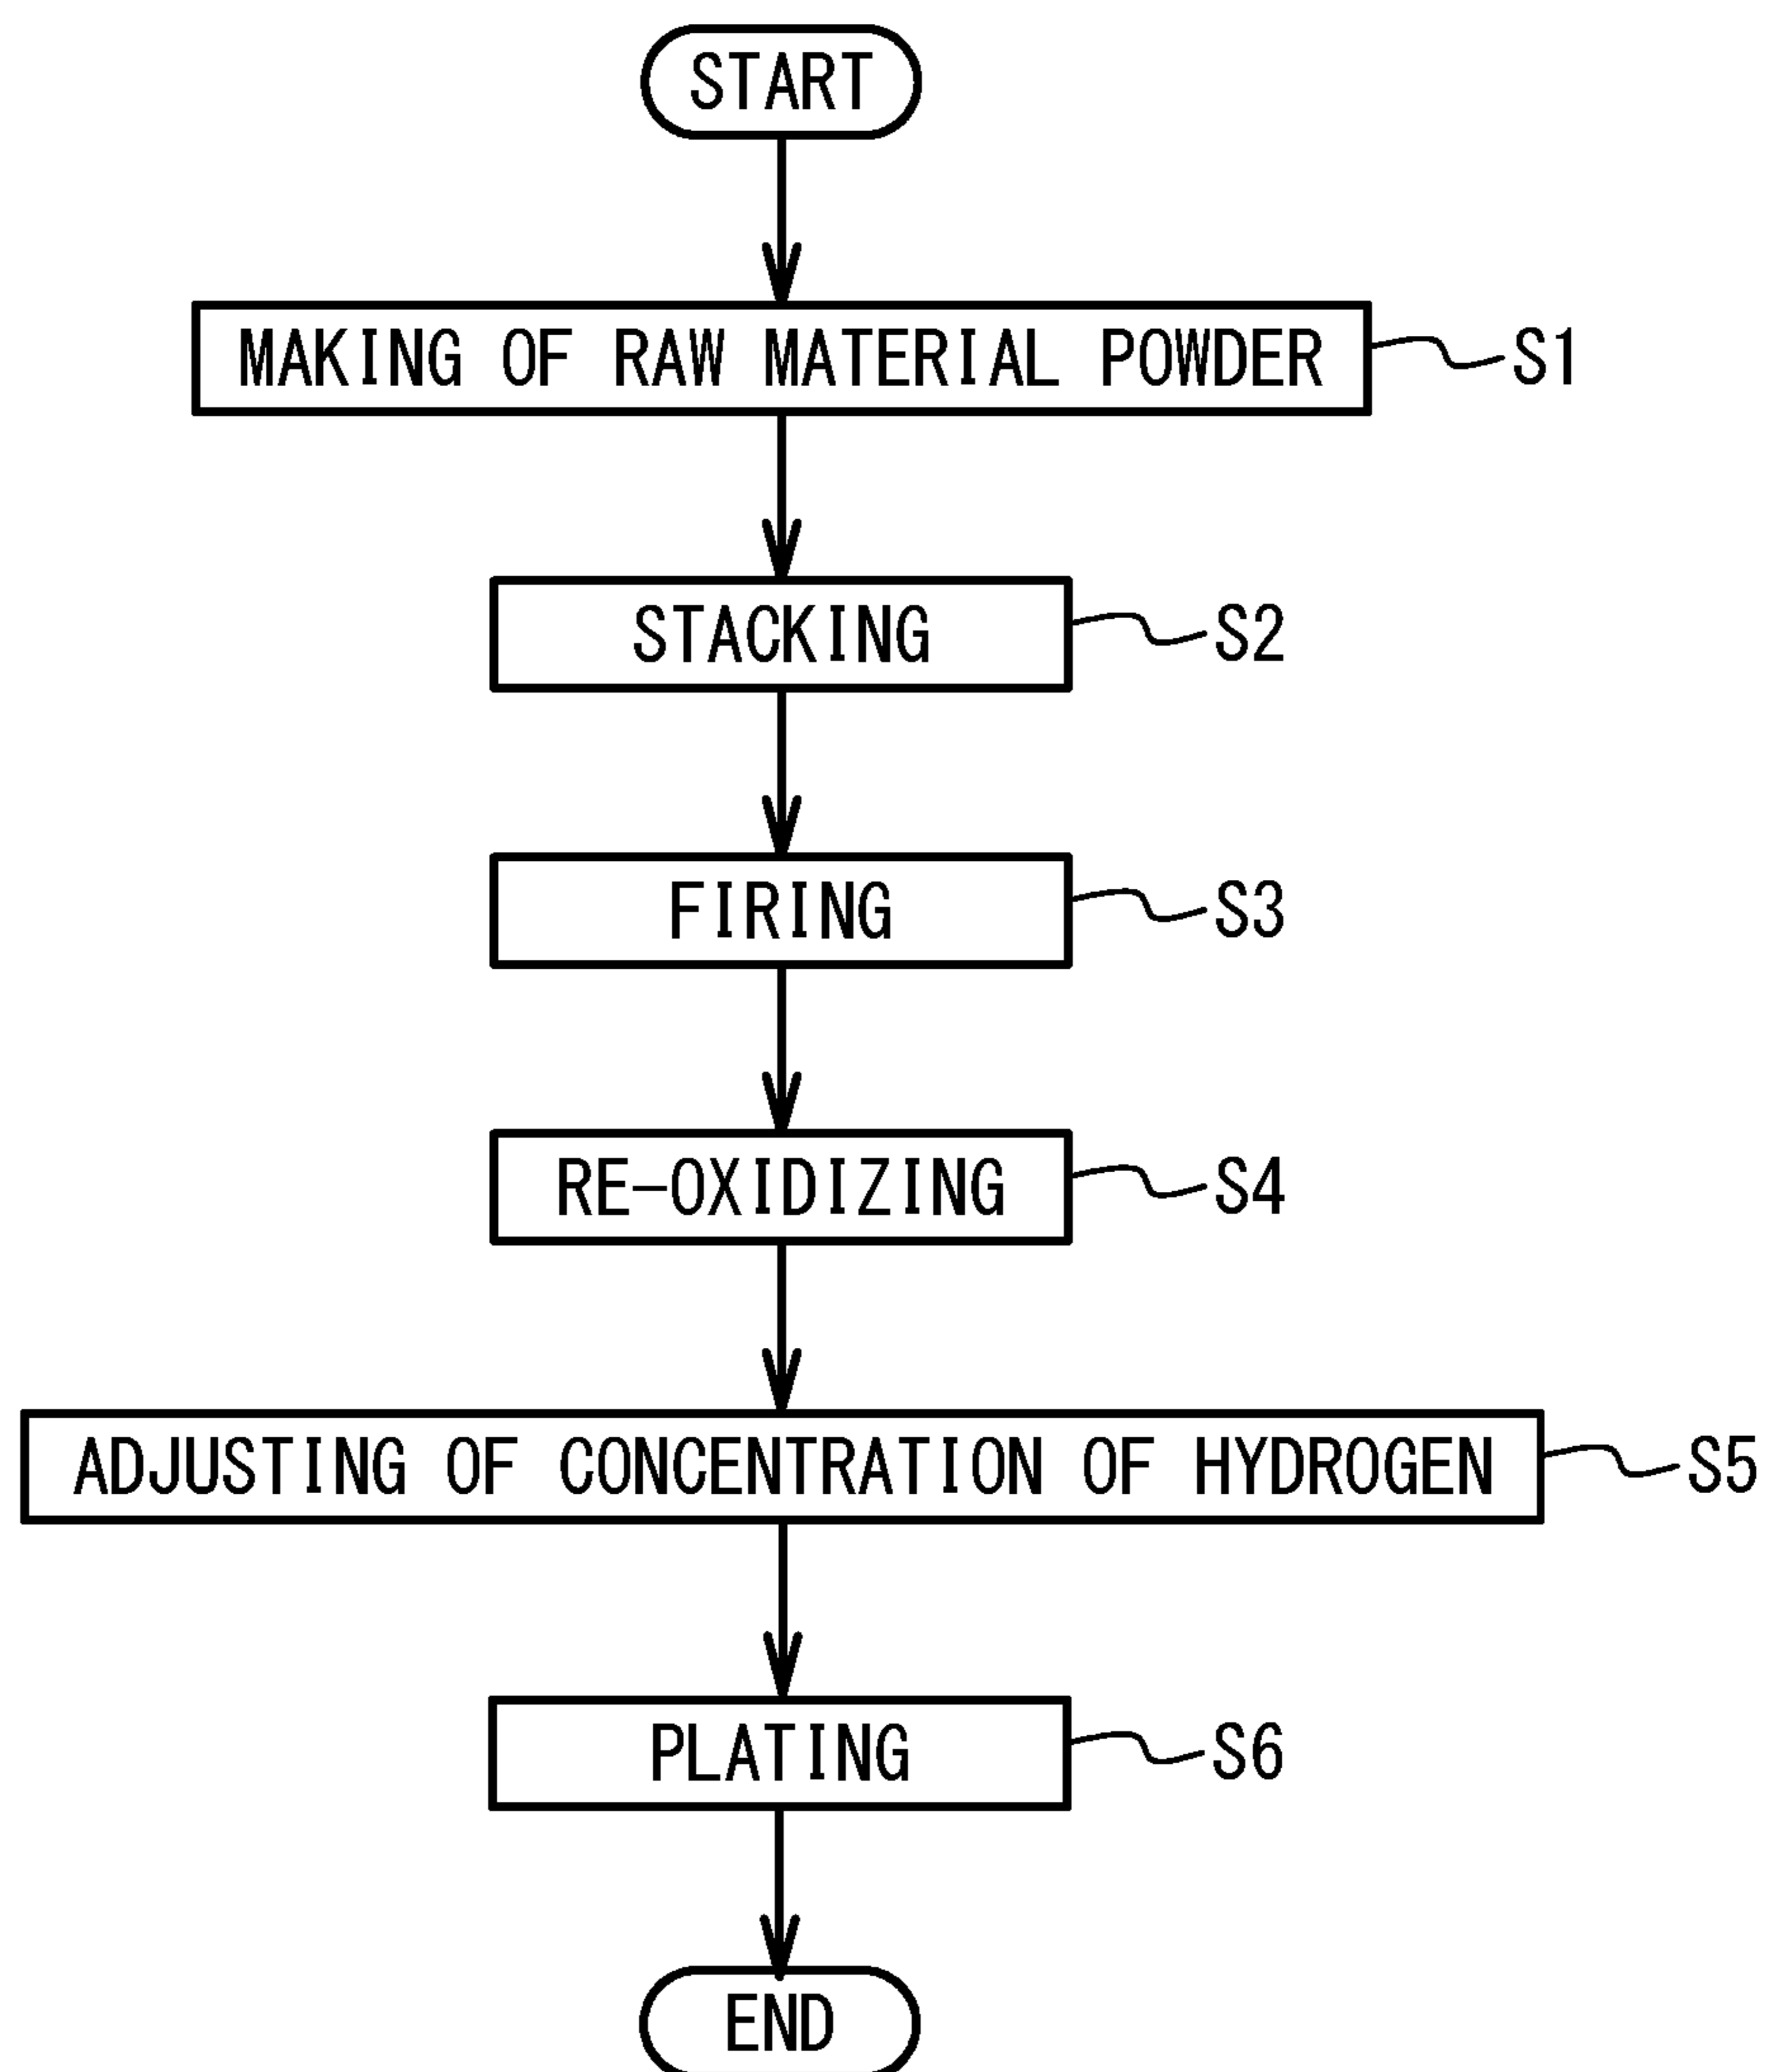 START
MAKING OF RAW MATERIAL POWDER S1
STACKING S2
FIRING S3
RE-OXIDIZING S4
ADJUSTING OF CONCENTRATION OF HYDROGEN S5
PLATING S6
END